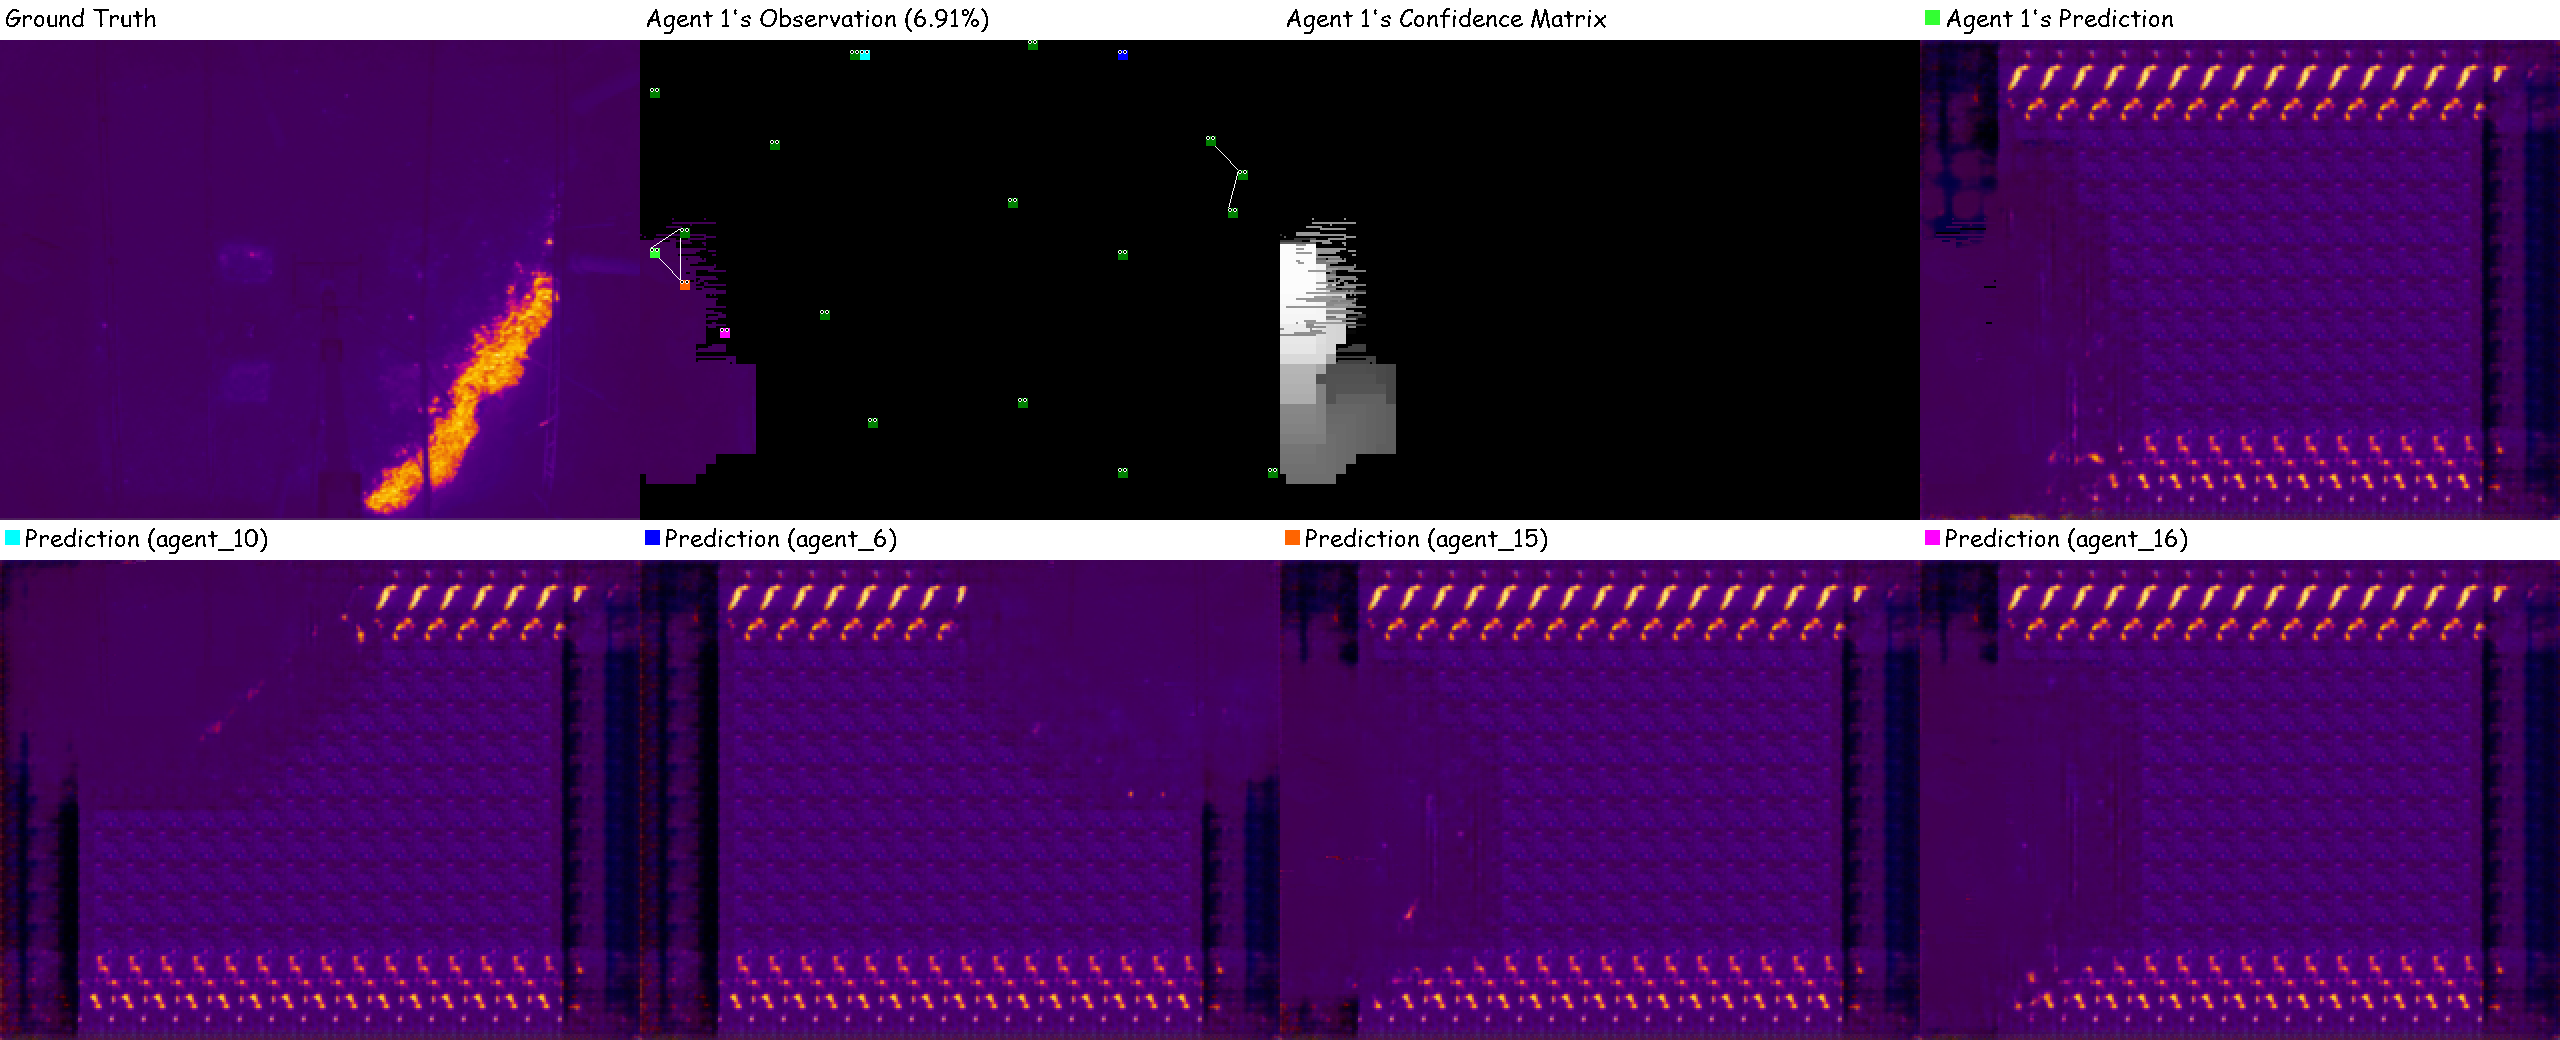 Ground Truth
Agent 1's Observation (6.91%)
Agent 1's Confidence Matrix
Agent 1's Prediction
Prediction (agent_10)
Prediction (agent_6)
Prediction (agent_15)
Prediction (agent_16)